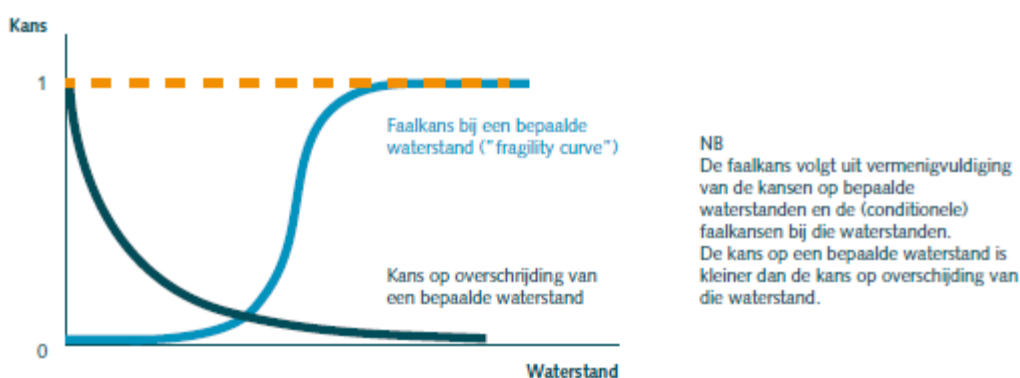 Kans
1
Faalkans bij een bepaalde
waterstand ("fragility curve")
Kans op overschrijding van
een bepaalde waterstand
0
Waterstand
NB
De faalkans volgt uit vermenigvuldiging
van de kansen op bepaalde
waterstanden en de (conditionele)
faalkansen bij die waterstanden.
De kans op een bepaalde waterstand is
kleiner dan de kans op overschijding van
die waterstand.